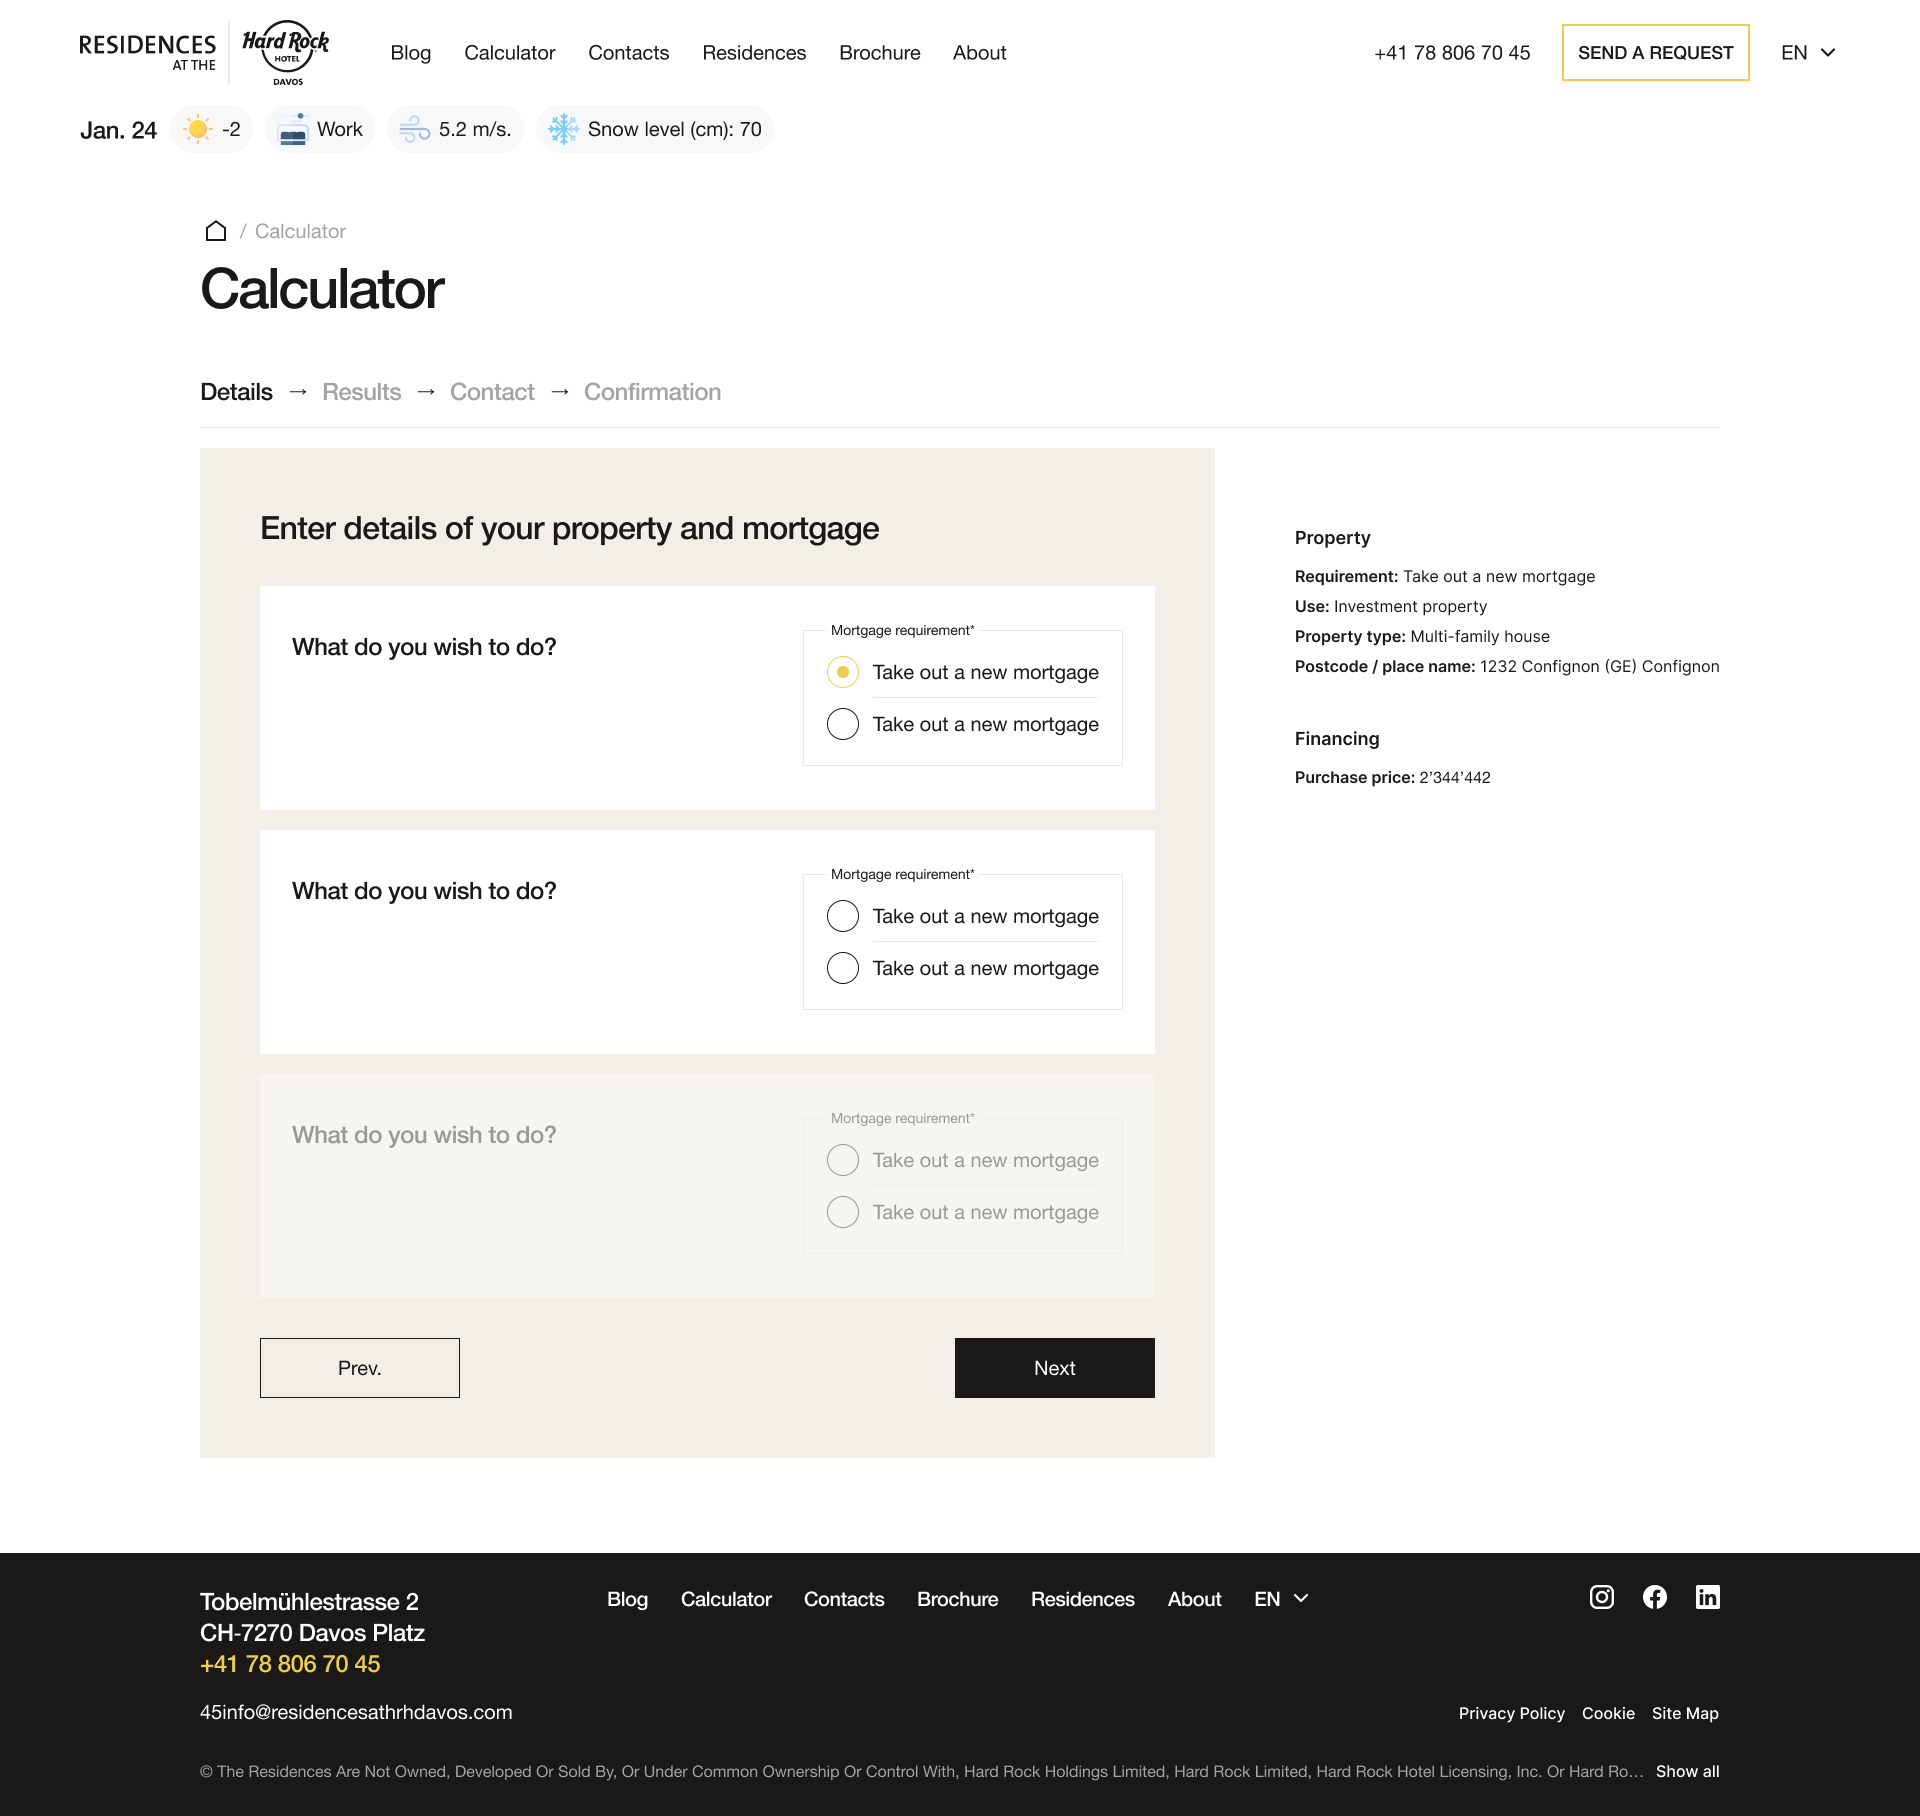 RESIDENCES
AT THE
Hard Rock
HOTEL
DAVOS
Blog Calculator Contacts Residences Brochure About
+41 78 806 70 45
SEND A REQUEST
EN
Jan. 24 -2 Work 5.2 m/s. Snow level (cm): 70
/ Calculator
Calculator
Details → Results → Contact → Confirmation
Enter details of your property and mortgage
What do you wish to do?
Mortgage requirement*
Take out a new mortgage
Take out a new mortgage
What do you wish to do?
Mortgage requirement*
Take out a new mortgage
Take out a new mortgage
What do you wish to do?
Mortgage requirement*
Take out a new mortgage
Take out a new mortgage
Prev.
Next
Property
Requirement: Take out a new mortgage
Use: Investment property
Property type: Multi-family house
Postcode / place name: 1232 Confignon (GE) Confignon
Financing
Purchase price: 2’344’442
Tobelmühlestrasse 2
CH-7270 Davos Platz
+41 78 806 70 45
45info@residencesathrhdavos.com
Blog Calculator Contacts Brochure Residences About EN
Privacy Policy Cookie Site Map
© The Residences Are Not Owned, Developed Or Sold By, Or Under Common Ownership Or Control With, Hard Rock Holdings Limited, Hard Rock Limited, Hard Rock Hotel Licensing, Inc. Or Hard Ro... Show all